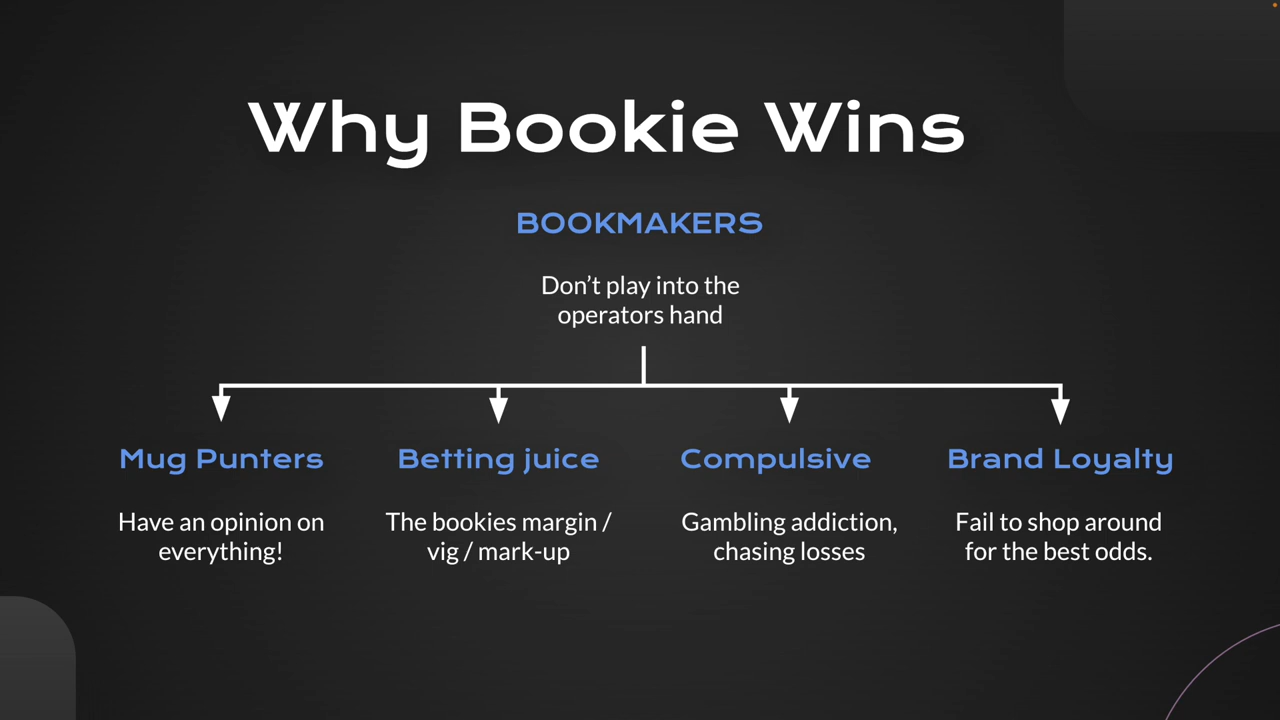 Why Bookie Wins
BOOKMAKERS
Don’t play into the
operators hand
Mug Punters
Have an opinion on
everything!
Betting juice
The bookies margin /
vig / mark-up
Compulsive
Gambling addiction,
chasing losses
Brand Loyalty
Fail to shop around
for the best odds.